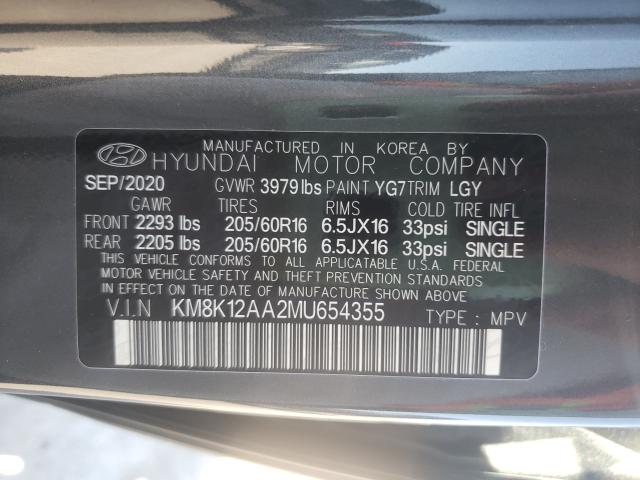 MANUFACTURED IN KOREA BY
HYUNDAI MOTOR COMPANY
SEP/2020 GVWR 3979 lbs PAINT YG7 TRIM LGY
GAWR TIRES RIMS COLD TIRE INFL
FRONT 2293 lbs 205/60R16 6.5JX16 33psi SINGLE
REAR 2205 lbs 205/60R16 6.5JX16 33psi SINGLE
THIS VEHICLE CONFORMS TO ALL APPLICABLE U.S.A. FEDERAL
MOTOR VEHICLE SAFETY AND THEFT PREVENTION STANDARDS
IN EFFECT ON THE DATE OF MANUFACTURE SHOWN ABOVE.
V.I.N KM8K12AA2MU654355 TYPE : MPV